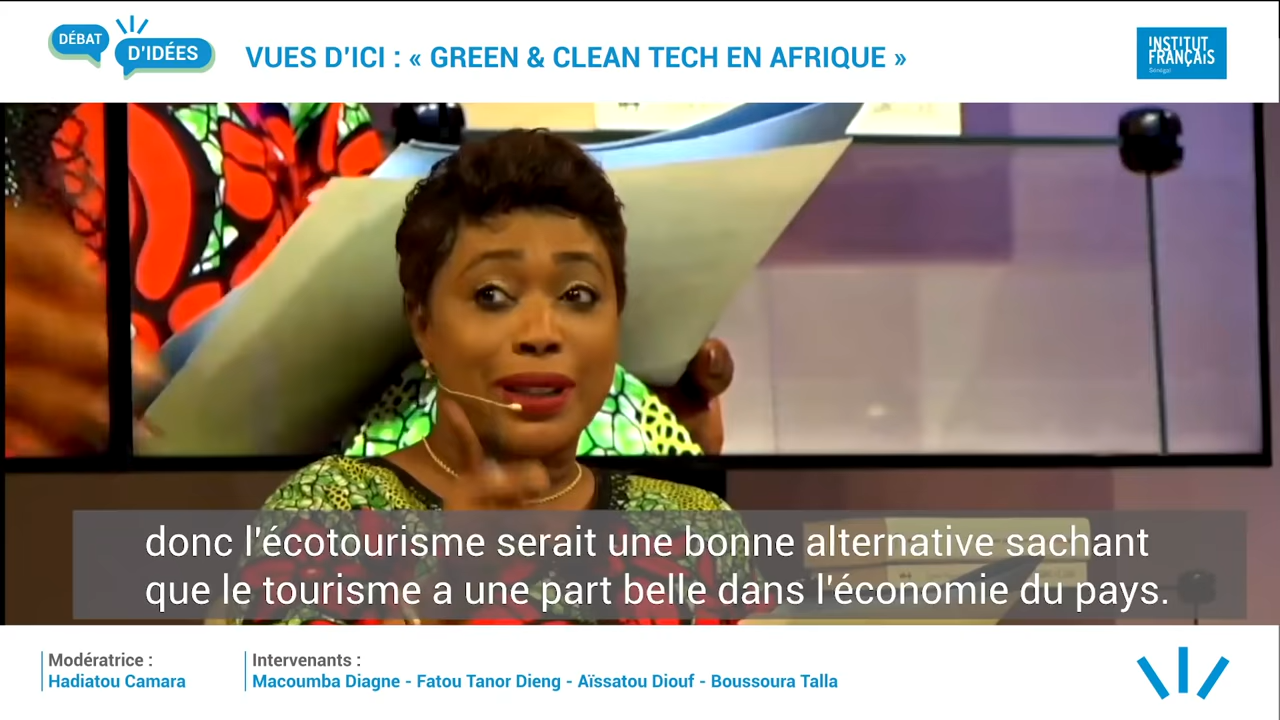 DÉBAT
D'IDÉES
VUES D'ICI : « GREEN & CLEAN TECH EN AFRIQUE »
INSTITUT
FRANÇAIS
Sénégal
donc l'écotourisme serait une bonne alternative sachant
que le tourisme a une part belle dans l'économie du pays.
Modératrice :
Hadiatou Camara
Intervenants :
Macoumba Diagne - Fatou Tanor Dieng - Aïssatou Diouf - Boussoura Talla